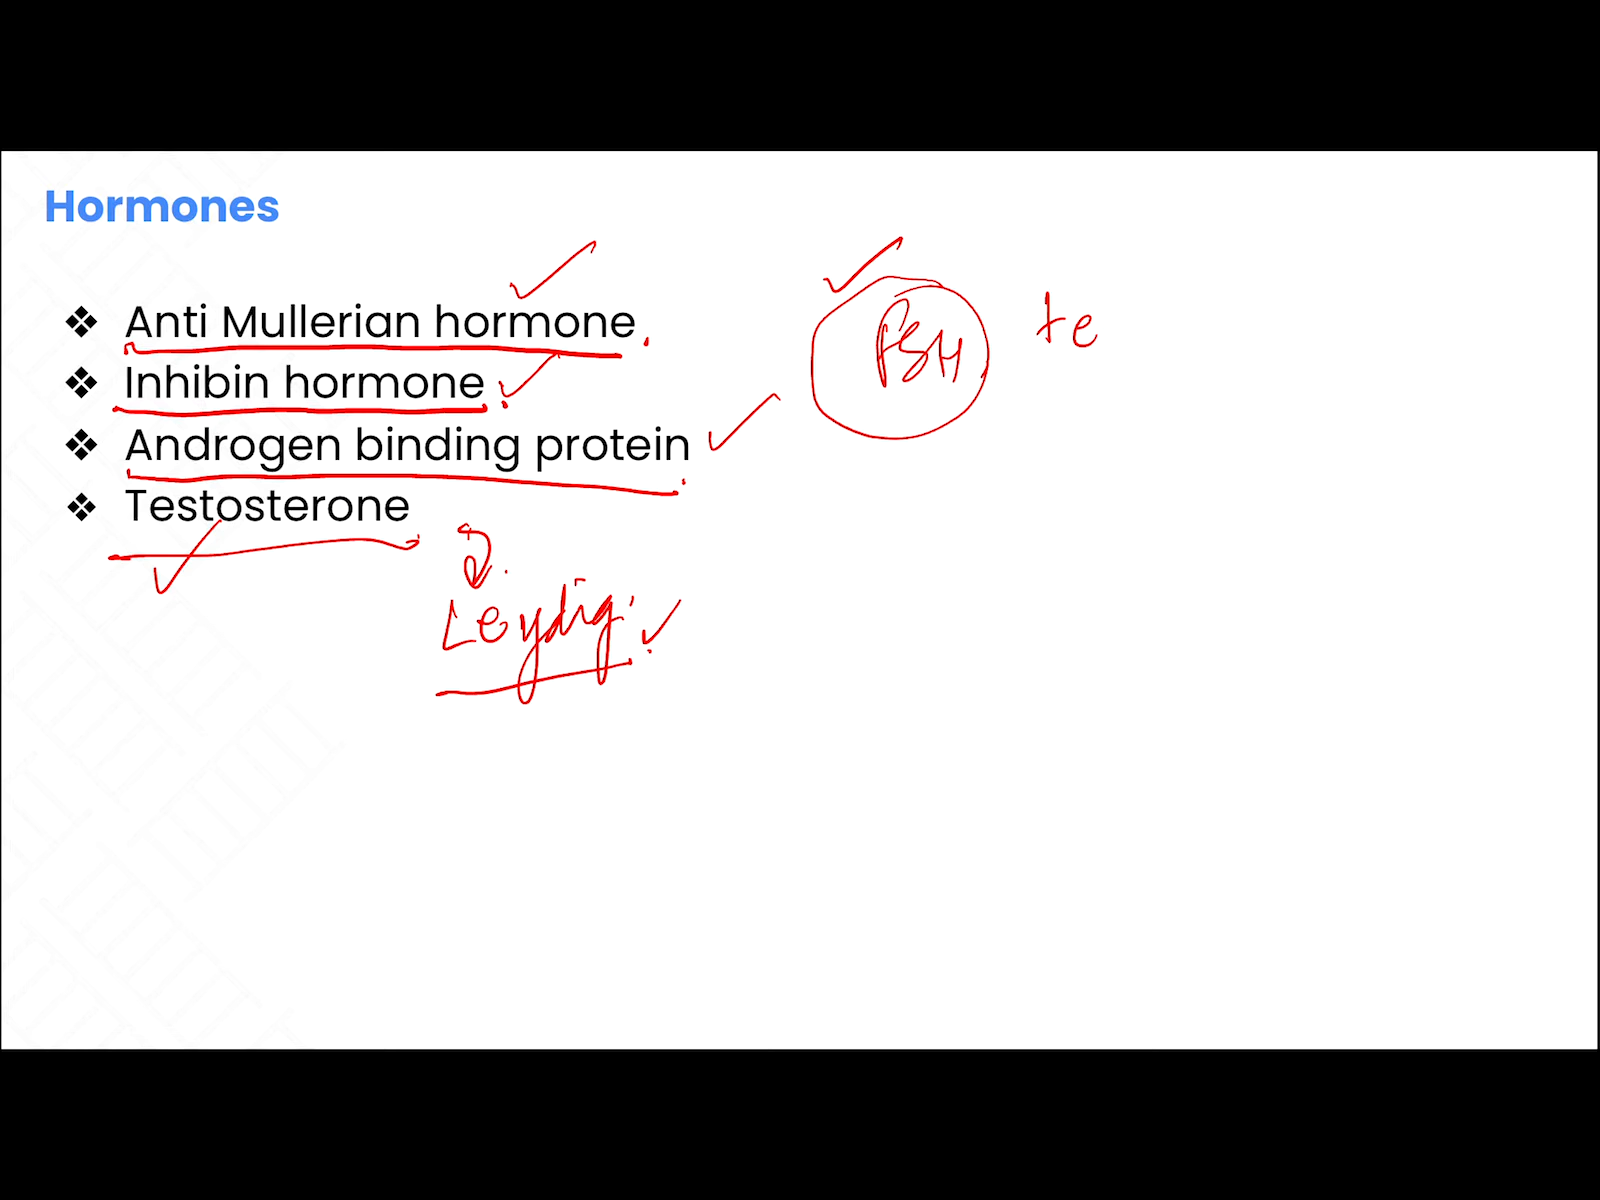 Hormones
❖ Anti Mullerian hormone
❖ Inhibin hormone
❖ Androgen binding protein
❖ Testosterone
Leydig
FSH
te